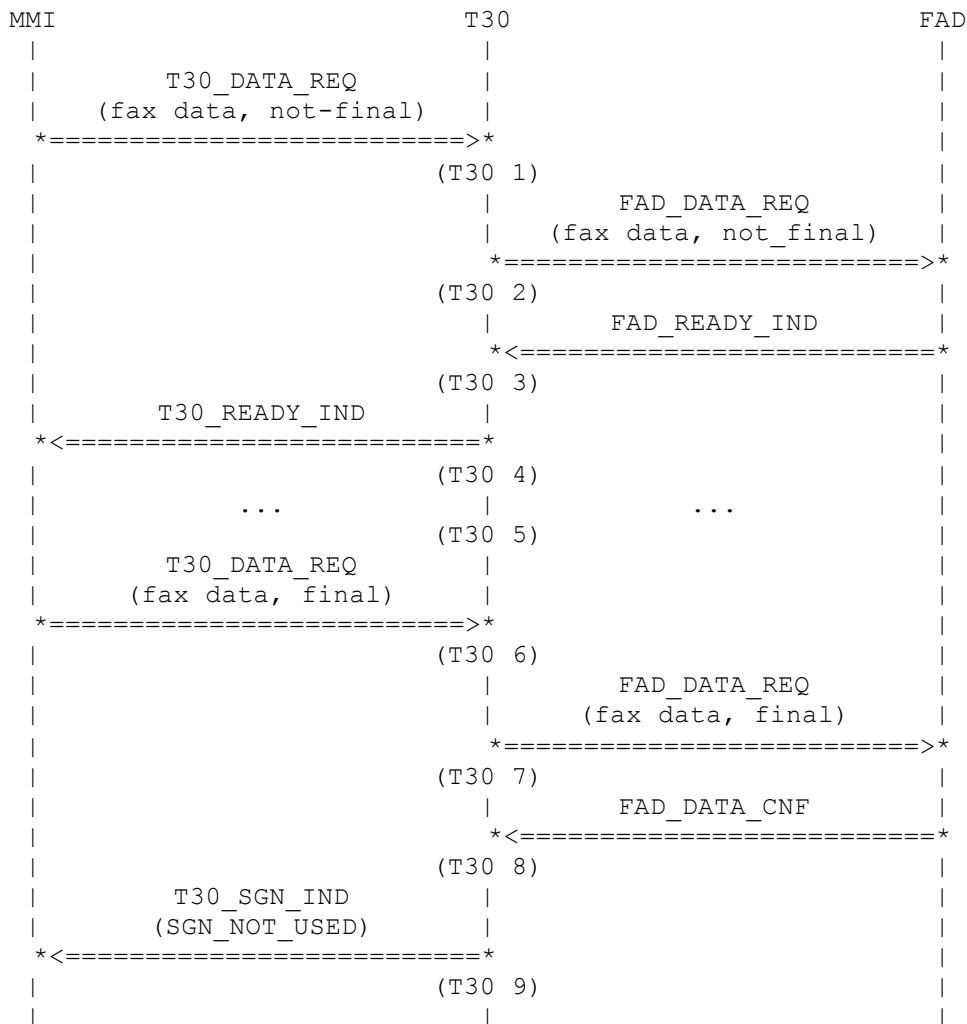 MMI T30 FAD
| | |
| T30_DATA_REQ | |
| (fax data, not-final) | |
*==========================>* |
| (T30 1) |
| | FAD_DATA_REQ |
| | (fax data, not_final) |
| *==========================>*
| (T30 2) |
| | FAD_READY_IND |
| *<==========================*
| (T30 3) |
| T30_READY_IND | |
*<==========================* |
| (T30 4) |
| ... | ... |
| (T30 5) |
| T30_DATA_REQ | |
| (fax data, final) | |
*==========================>* |
| (T30 6) |
| | FAD_DATA_REQ |
| | (fax data, final) |
| *==========================>*
| (T30 7) |
| | FAD_DATA_CNF |
| *<==========================*
| (T30 8) |
| T30_SGN_IND | |
| (SGN_NOT_USED) | |
*<==========================* |
| (T30 9) |
| | |